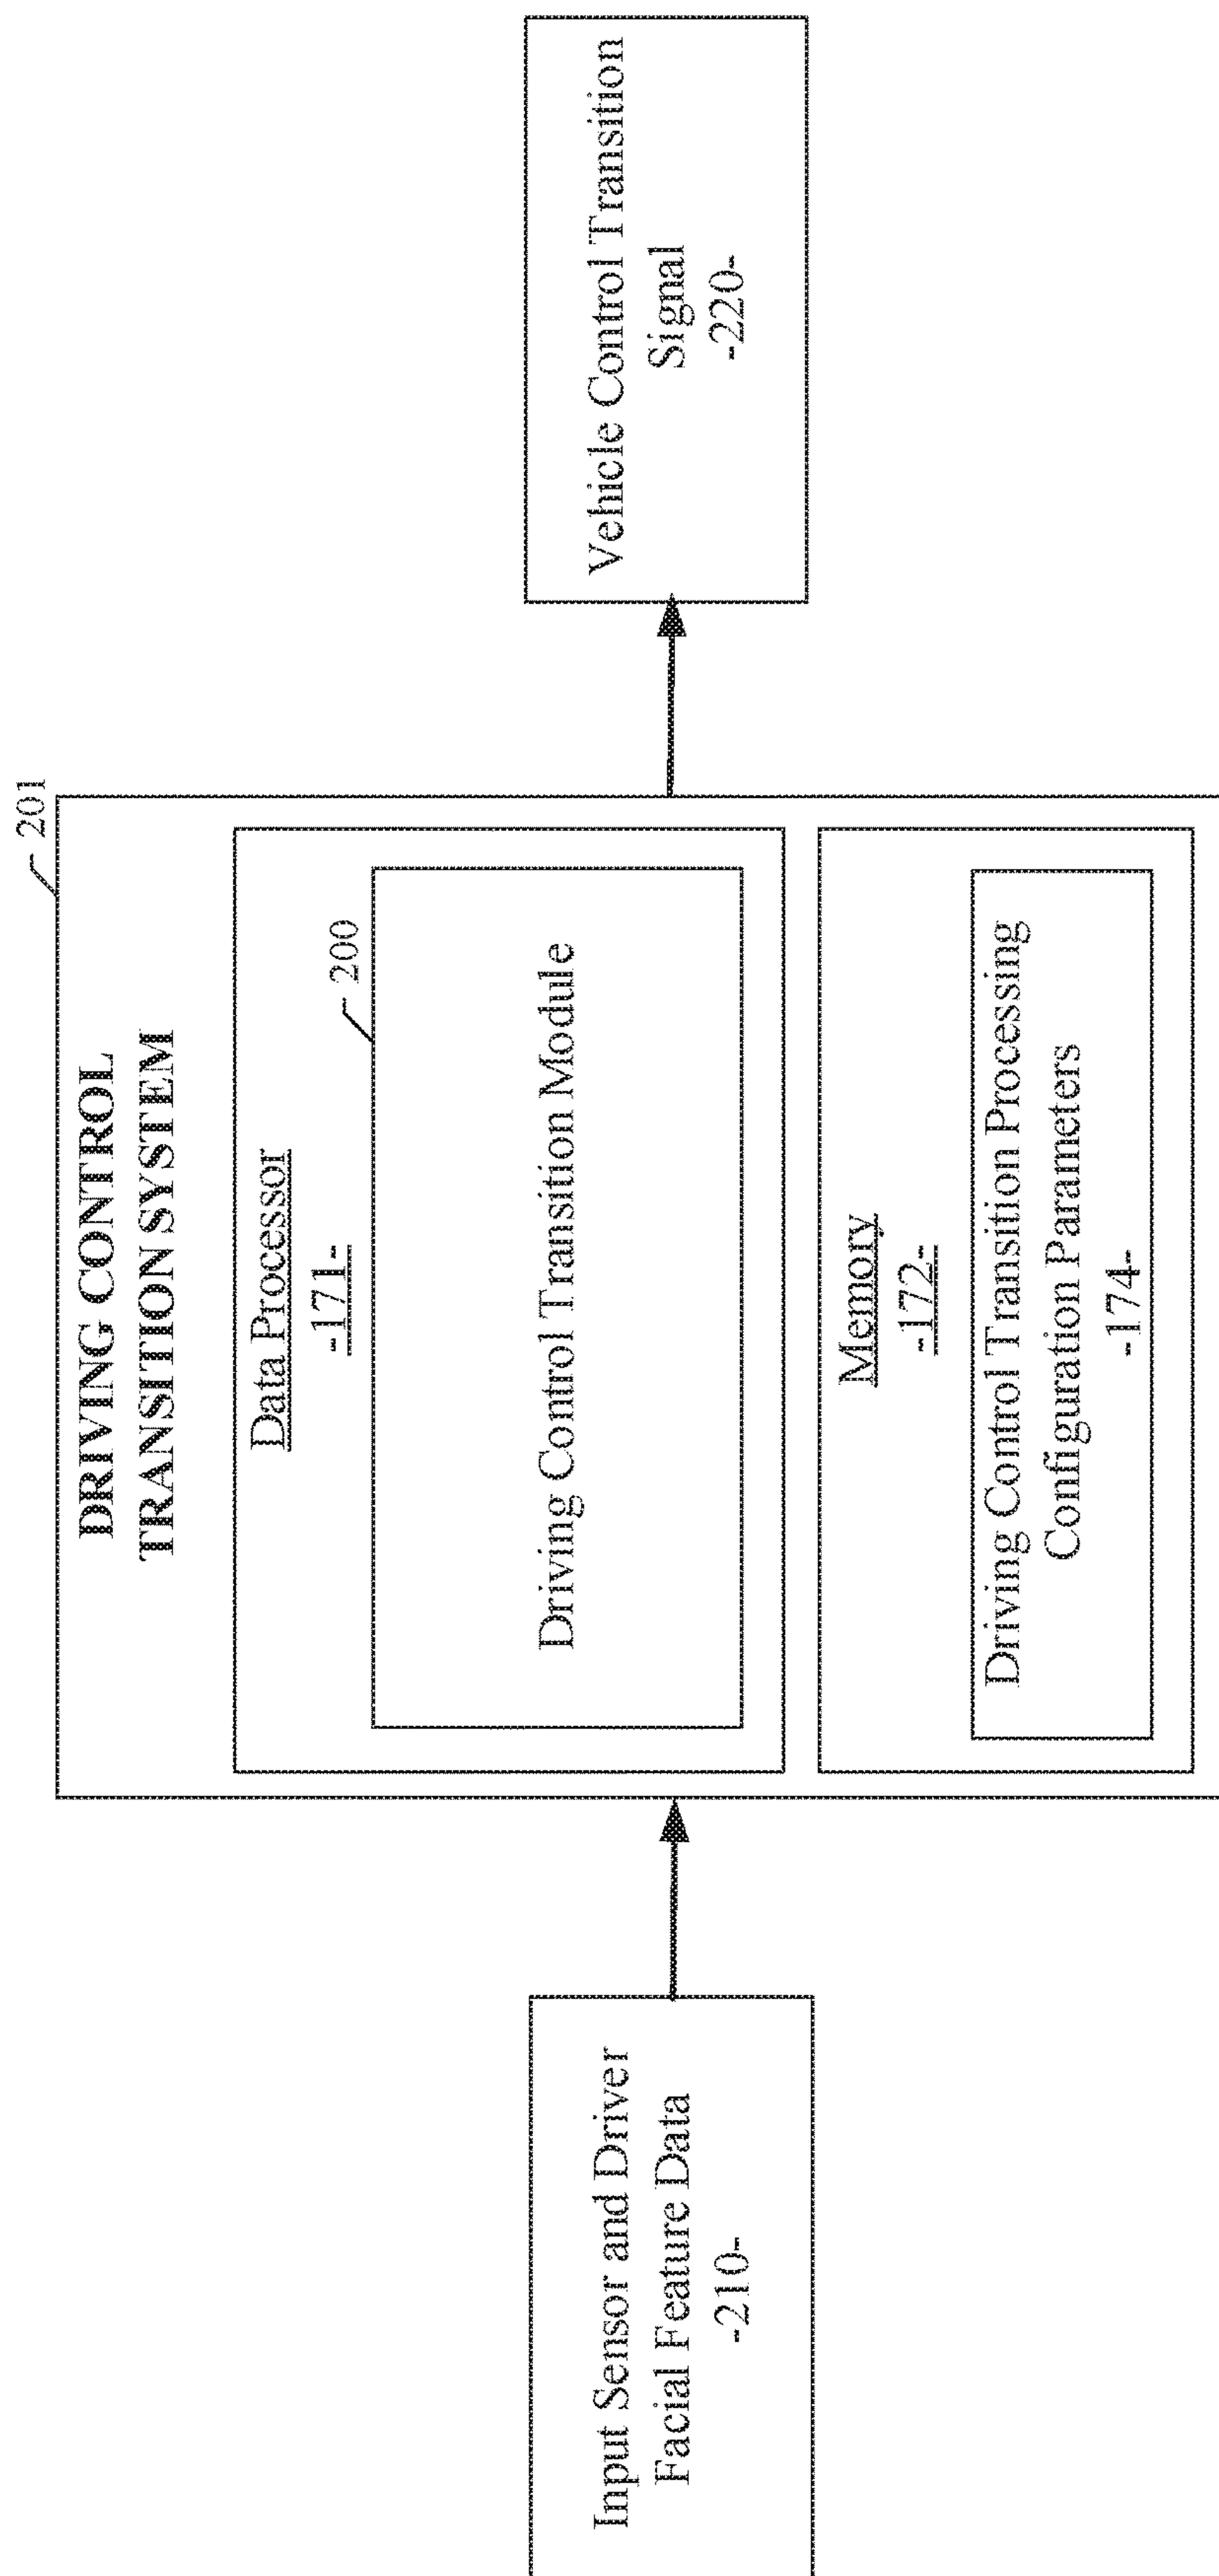 Input Sensor and Driver
Facial Feature Data
-210-
201
DRIVING CONTROL
TRANSITION SYSTEM
Data Processor
-171-
200
Driving Control Transition Module
Memory
-172-
Driving Control Transition Processing
Configuration Parameters
-174-
Vehicle Control Transition
Signal
-220-